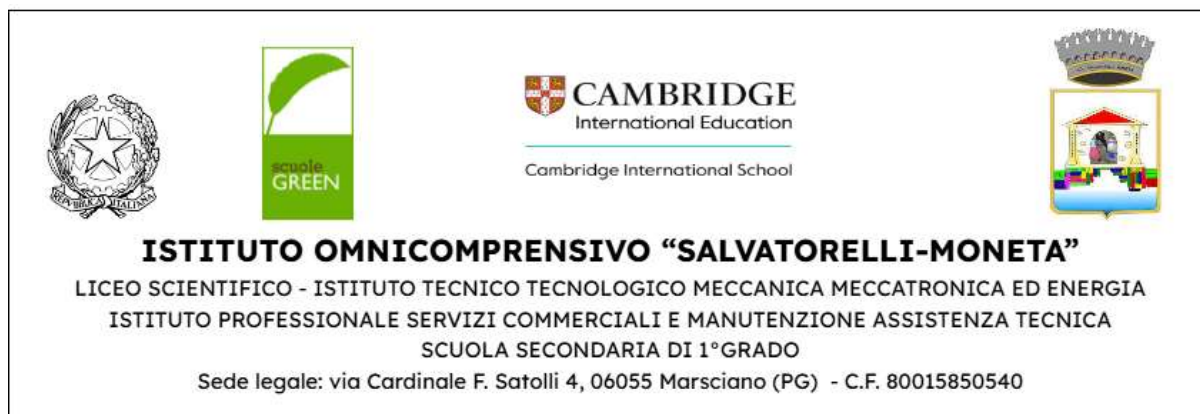 REPVBBLICA ITALIANA
scuole
GREEN
CAMBRIDGE
International Education
Cambridge International School
ISTITUTO OMNICOMPRENSIVO “SALVATORELLI-MONETA”
LICEO SCIENTIFICO - ISTITUTO TECNICO TECNOLOGICO MECCANICA MECCATRONICA ED ENERGIA
ISTITUTO PROFESSIONALE SERVIZI COMMERCIALI E MANUTENZIONE ASSISTENZA TECNICA
SCUOLA SECONDARIA DI 1°GRADO
Sede legale: via Cardinale F. Satolli 4, 06055 Marsciano (PG) - C.F. 80015850540